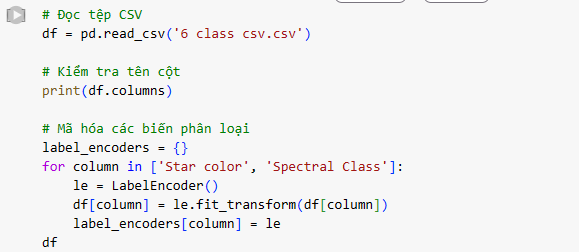 # Đọc tệp CSV
df = pd.read_csv('6 class csv.csv')
# Kiểm tra tên cột
print(df.columns)
# Mã hóa các biến phân loại
label_encoders = {}
for column in ['Star color', 'Spectral Class']:
    le = LabelEncoder()
    df[column] = le.fit_transform(df[column])
    label_encoders[column] = le
df